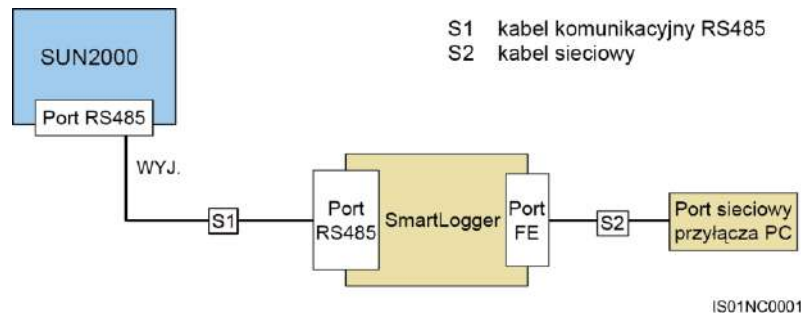 S1 kabel komunikacyjny RS485
S2 kabel sieciowy
SUN2000
Port RS485
WYJ.
S1
Port
RS485
SmartLogger
Port
FE
S2
Port sieciowy
przyłącza PC
IS01NC0001